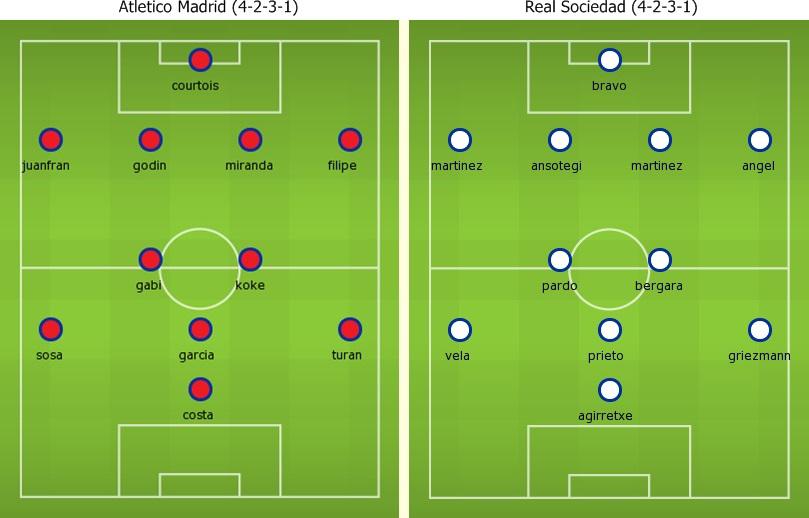 Atletico Madrid (4-2-3-1)
courtois
juanfran godin miranda filipe
gabi koke
sosa garcia turan
costa
Real Sociedad (4-2-3-1)
bravo
martinez ansotegi martinez angel
pardo bergara
vela prieto griezmann
agirretxe